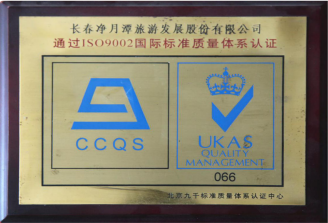 长春净月潭旅游发展股份有限公司
通过ISO9002国际标准质量体系认证
CCQS
UKAS
QUALITY
MANAGEMENT
066
北京九千标准质量体系认证中心